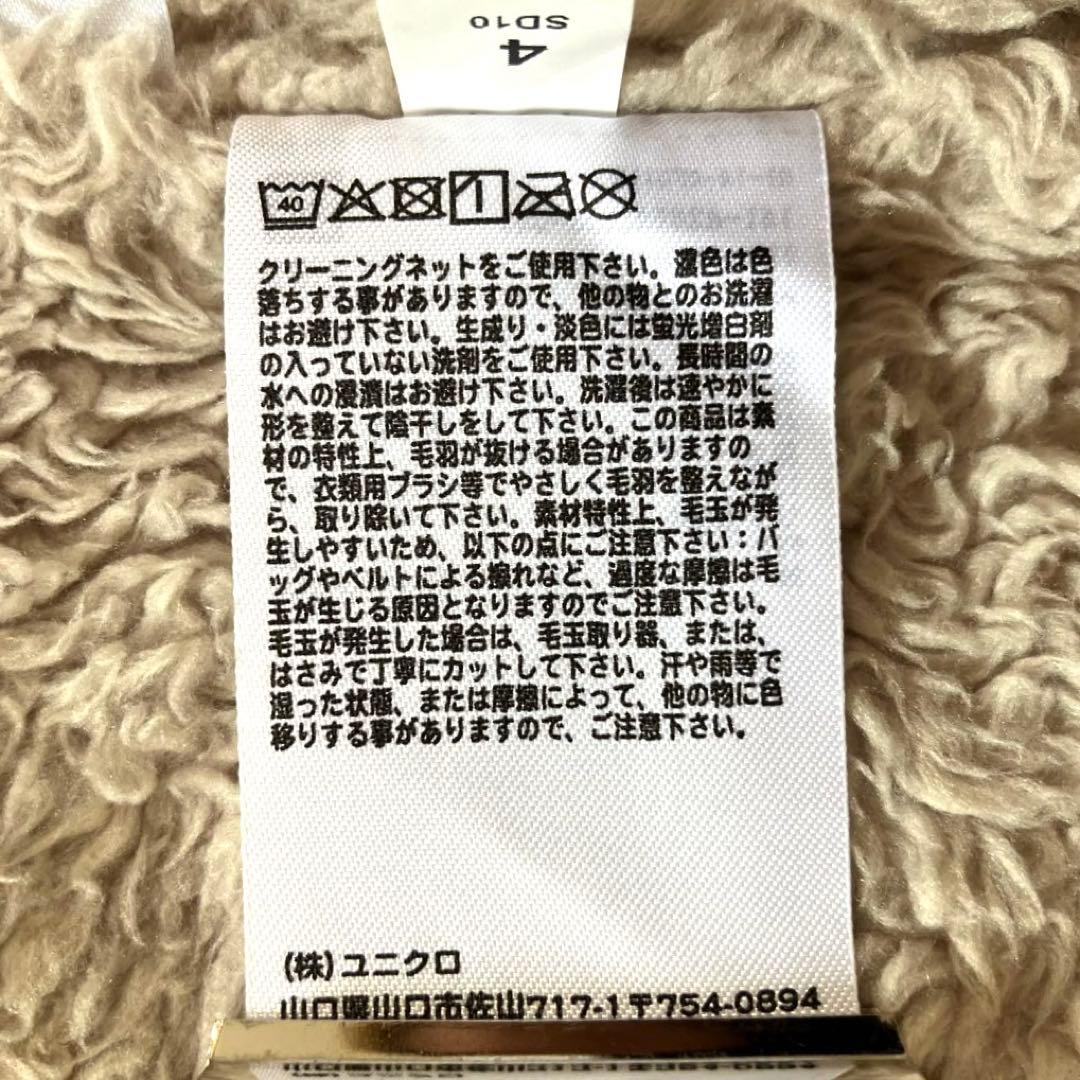 4
SD10
40
クリーニングネットをご使用下さい。濃色は色
落ちする事がありますので、他の物とのお洗濯
はお避け下さい。生成り・淡色には蛍光増白剤
の入っていない洗剤をご使用下さい。長時間の
水への浸漬はお避け下さい。洗濯後は速やかに
形を整えて陰干しをして下さい。この商品は素
材の特性上、毛羽が抜ける場合がありますの
で、衣類用ブラシ等でやさしく毛羽を整えなが
ら、取り除いて下さい。素材特性上、毛玉が発
生しやすいため、以下の点にご注意下さい：バ
ッグやベルトによる擦れなど、過度な摩擦は毛
玉が生じる原因となりますのでご注意下さい。
毛玉が発生した場合は、毛玉取り器、または、
はさみで丁寧にカットして下さい。汗や雨等で
湿った状態、または摩擦によって、他の物に色
移りする事がありますので、ご注意下さい。
(株)ユニクロ
山口県山口市佐山717-1〒754-0894